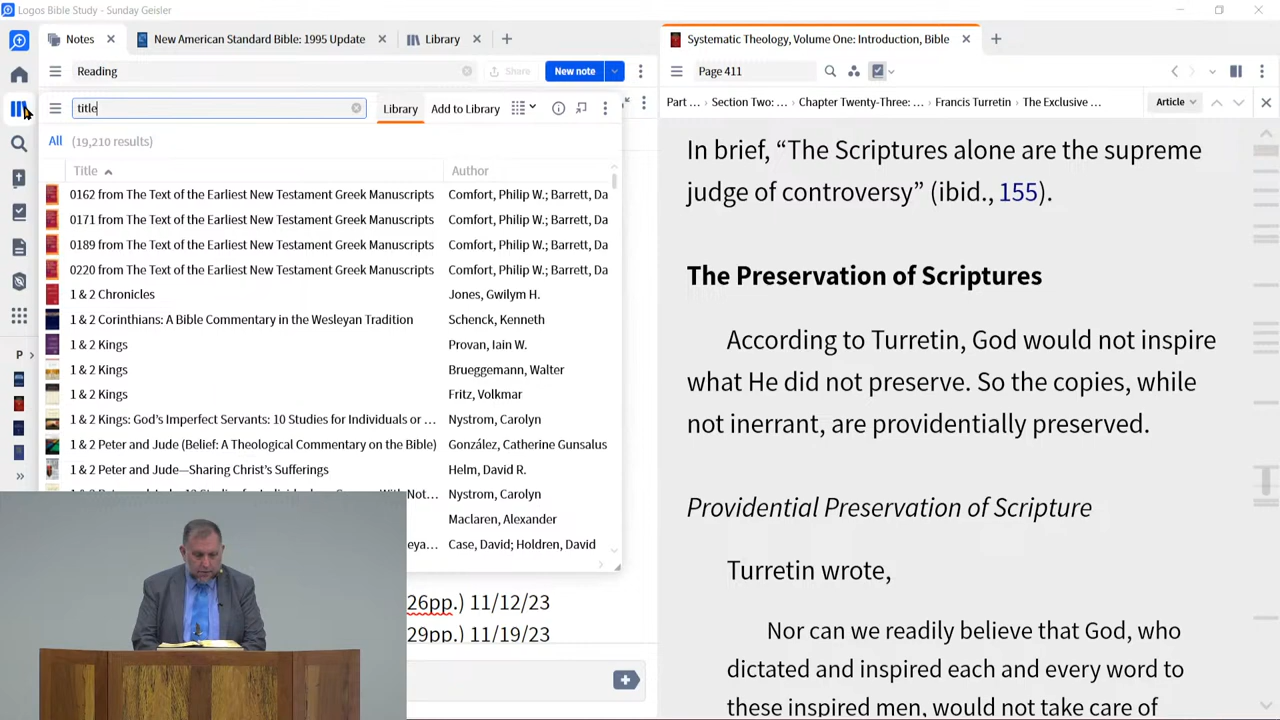 Logos Bible Study - Sunday Geisler
Notes
New American Standard Bible: 1995 Update
Library
Systematic Theology, Volume One: Introduction, Bible
Reading
Share
New note
Page 411
title
Library
Add to Library
Part ...
Section Two: ...
Chapter Twenty-Three: ...
Francis Turretin
The Exclusive ...
Article
All (19,210 results)
Title
Author
0162 from The Text of the Earliest New Testament Greek Manuscripts Comfort, Philip W.; Barrett, Da
0171 from The Text of the Earliest New Testament Greek Manuscripts Comfort, Philip W.; Barrett, Da
0189 from The Text of the Earliest New Testament Greek Manuscripts Comfort, Philip W.; Barrett, Da
0220 from The Text of the Earliest New Testament Greek Manuscripts Comfort, Philip W.; Barrett, Da
1 & 2 Chronicles Jones, Gwilym H.
1 & 2 Corinthians: A Bible Commentary in the Wesleyan Tradition Schenck, Kenneth
1 & 2 Kings Provan, Iain W.
1 & 2 Kings Brueggemann, Walter
1 & 2 Kings Fritz, Volkmar
1 & 2 Kings: God's Imperfect Servants: 10 Studies for Individuals or ... Nystrom, Carolyn
1 & 2 Peter and Jude (Belief: A Theological Commentary on the Bible) González, Catherine Gunsalus
1 & 2 Peter and Jude—Sharing Christ's Sufferings Helm, David R.
Nystrom, Carolyn
Maclaren, Alexander
Case, David; Holdren, David
26pp.) 11/12/23
29pp.) 11/19/23
P
In brief, “The Scriptures alone are the supreme
judge of controversy” (ibid., 155).
The Preservation of Scriptures
According to Turretin, God would not inspire
what He did not preserve. So the copies, while
not inerrant, are providentially preserved.
Providential Preservation of Scripture
Turretin wrote,
Nor can we readily believe that God, who
dictated and inspired each and every word to
these inspired men, would not take care of